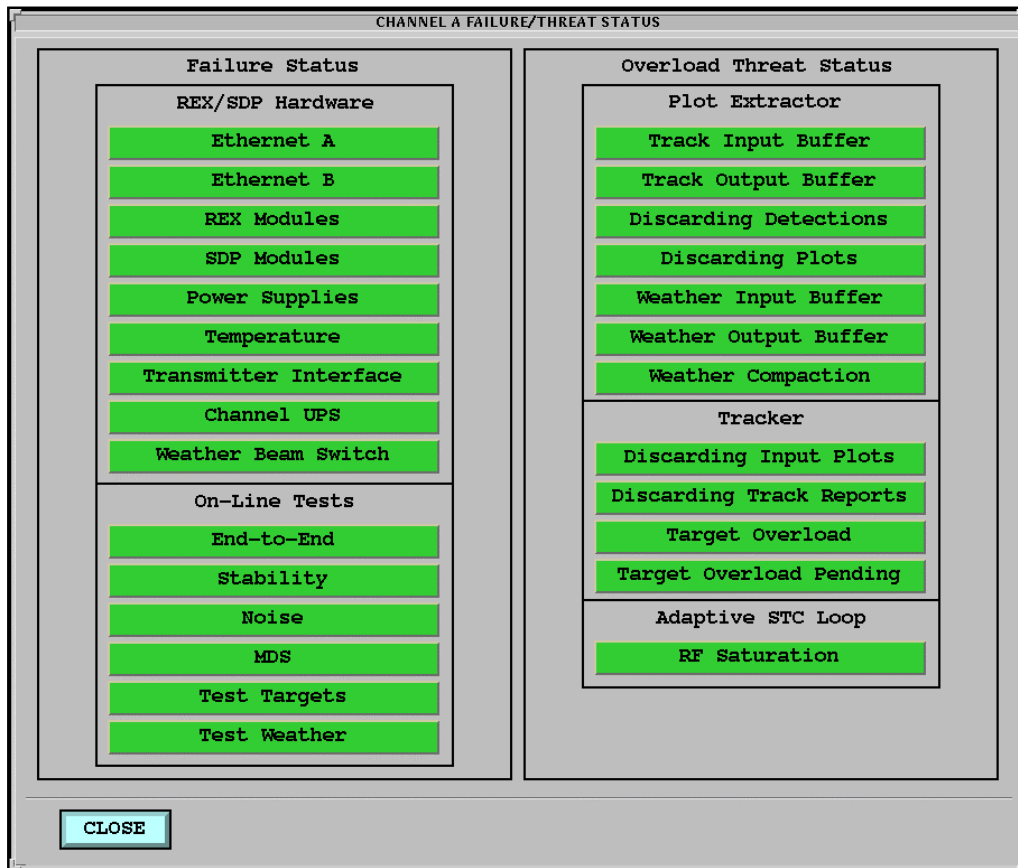 CHANNEL A FAILURE/THREAT STATUS
Failure Status
REX/SDP Hardware
Ethernet A
Ethernet B
REX Modules
SDP Modules
Power Supplies
Temperature
Transmitter Interface
Channel UPS
Weather Beam Switch
On-Line Tests
End-to-End
Stability
Noise
MDS
Test Targets
Test Weather
Overload Threat Status
Plot Extractor
Track Input Buffer
Track Output Buffer
Discarding Detections
Discarding Plots
Weather Input Buffer
Weather Output Buffer
Weather Compaction
Tracker
Discarding Input Plots
Discarding Track Reports
Target Overload
Target Overload Pending
Adaptive STC Loop
RF Saturation
CLOSE